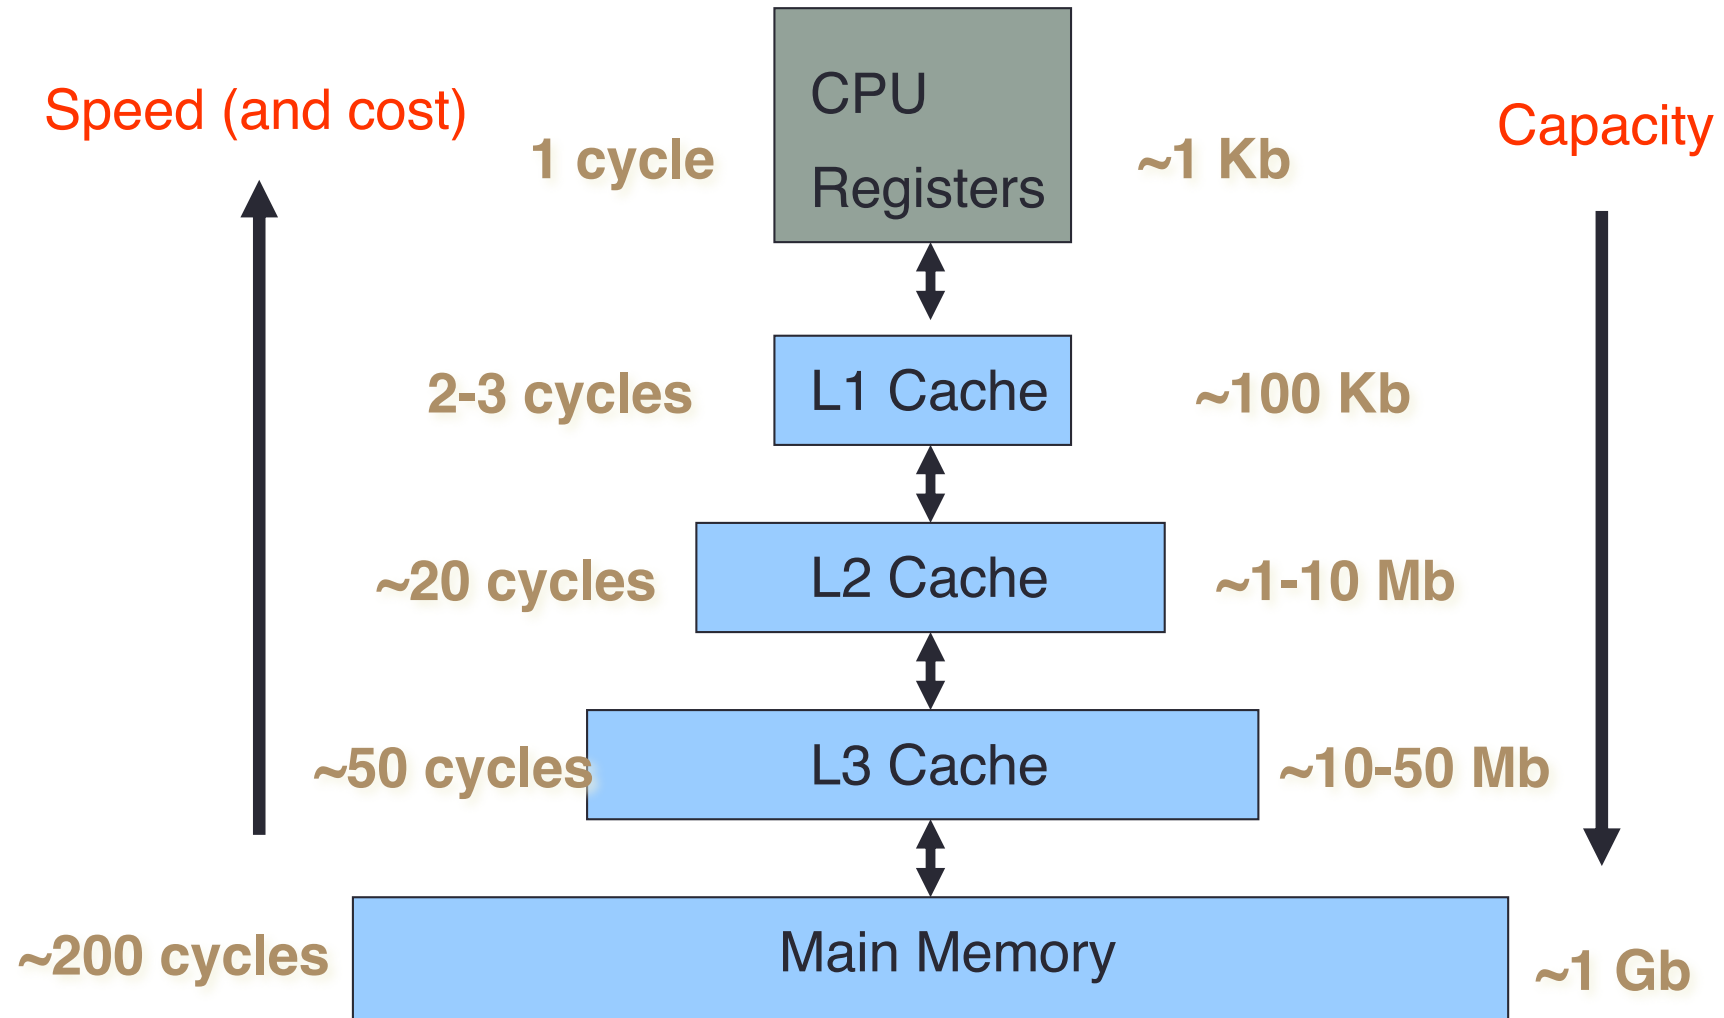 Speed (and cost)
Capacity
CPU
Registers
1 cycle
~1 Kb
2-3 cycles
L1 Cache
~100 Kb
~20 cycles
L2 Cache
~1-10 Mb
~50 cycles
L3 Cache
~10-50 Mb
~200 cycles
Main Memory
~1 Gb